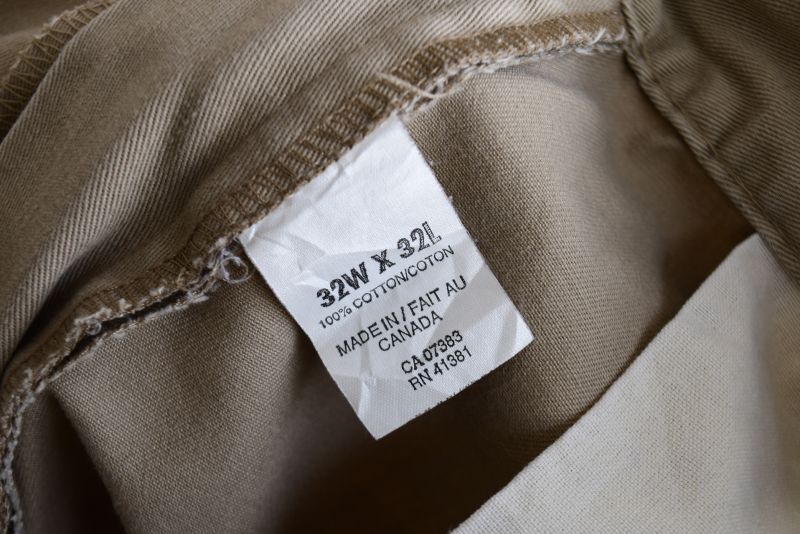 32W X 32L
100% COTTON/COTON
MADE IN / FAIT AU
CANADA
CA 07383
RN 41381